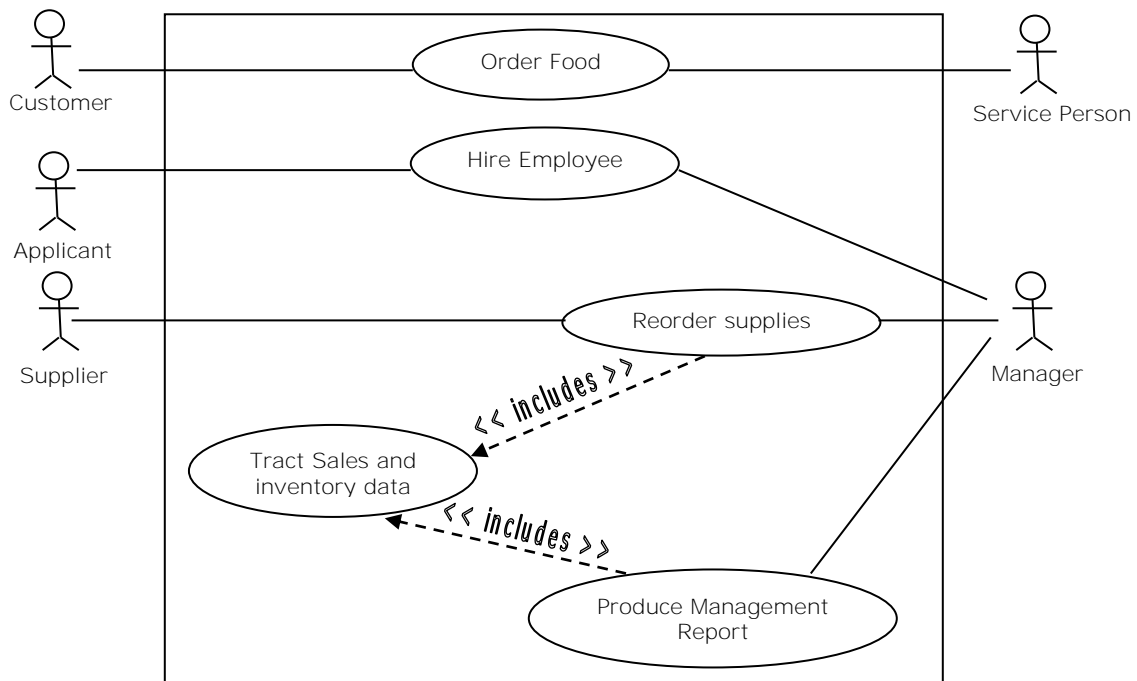 Order Food
Customer
Service Person
Hire Employee
Applicant
Reorder supplies
Supplier
Manager
<< includes >>
Tract Sales and
inventory data
<< includes >>
Produce Management
Report